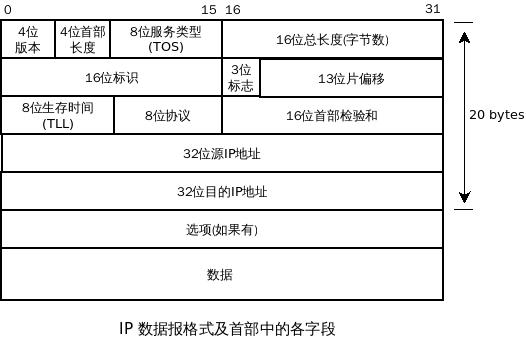 0 15 16 31
4位
版本
4位首部
长度
8位服务类型
(TOS)
16位总长度(字节数)
16位标识
3位
标志
13位片偏移
8位生存时间
(TLL)
8位协议
16位首部检验和
20 bytes
32位源IP地址
32位目的IP地址
选项(如果有)
数据
IP 数据报格式及首部中的各字段